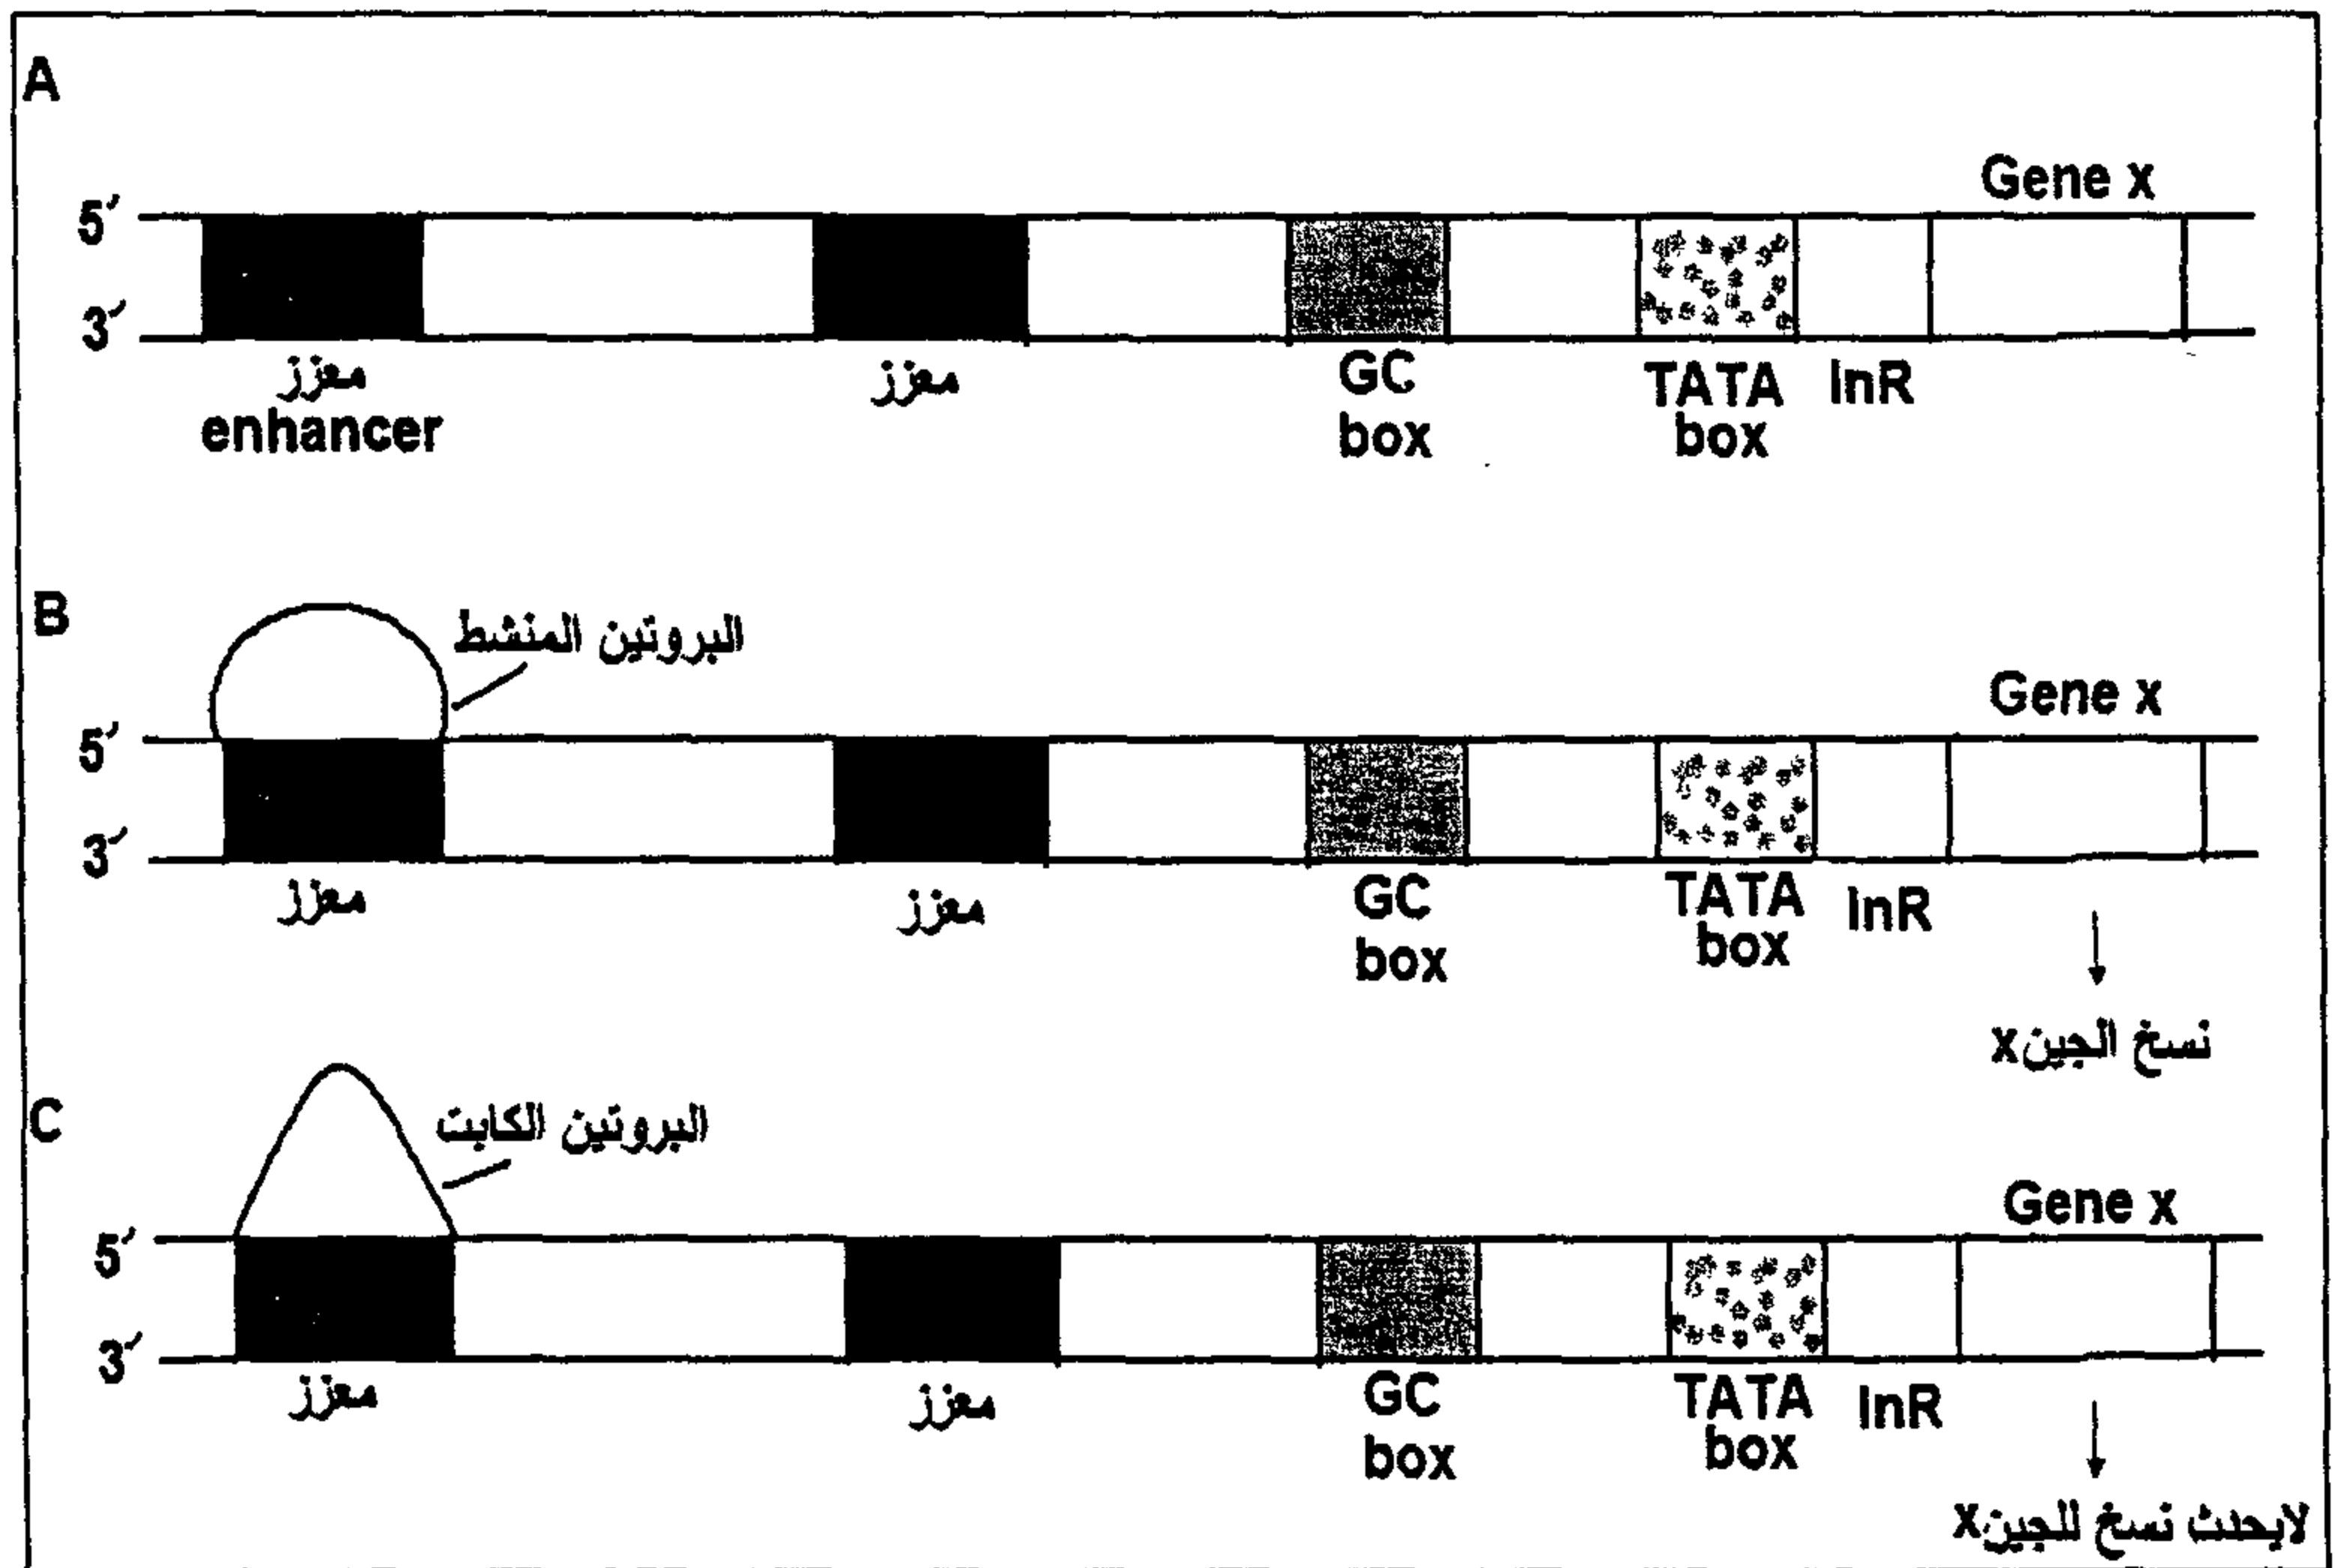 A
Gene x
5′
3′
معزز
enhancer
معزز
GC
box
TATA
box
InR
B
البروتين المنشط
Gene x
5′
3′
معزز
معزز
GC
box
TATA
box
InR
نسخ الجينx
C
البروتين الكابت
Gene x
5′
3′
معزز
معزز
GC
box
TATA
box
InR
لايحدث نسخ للجينx